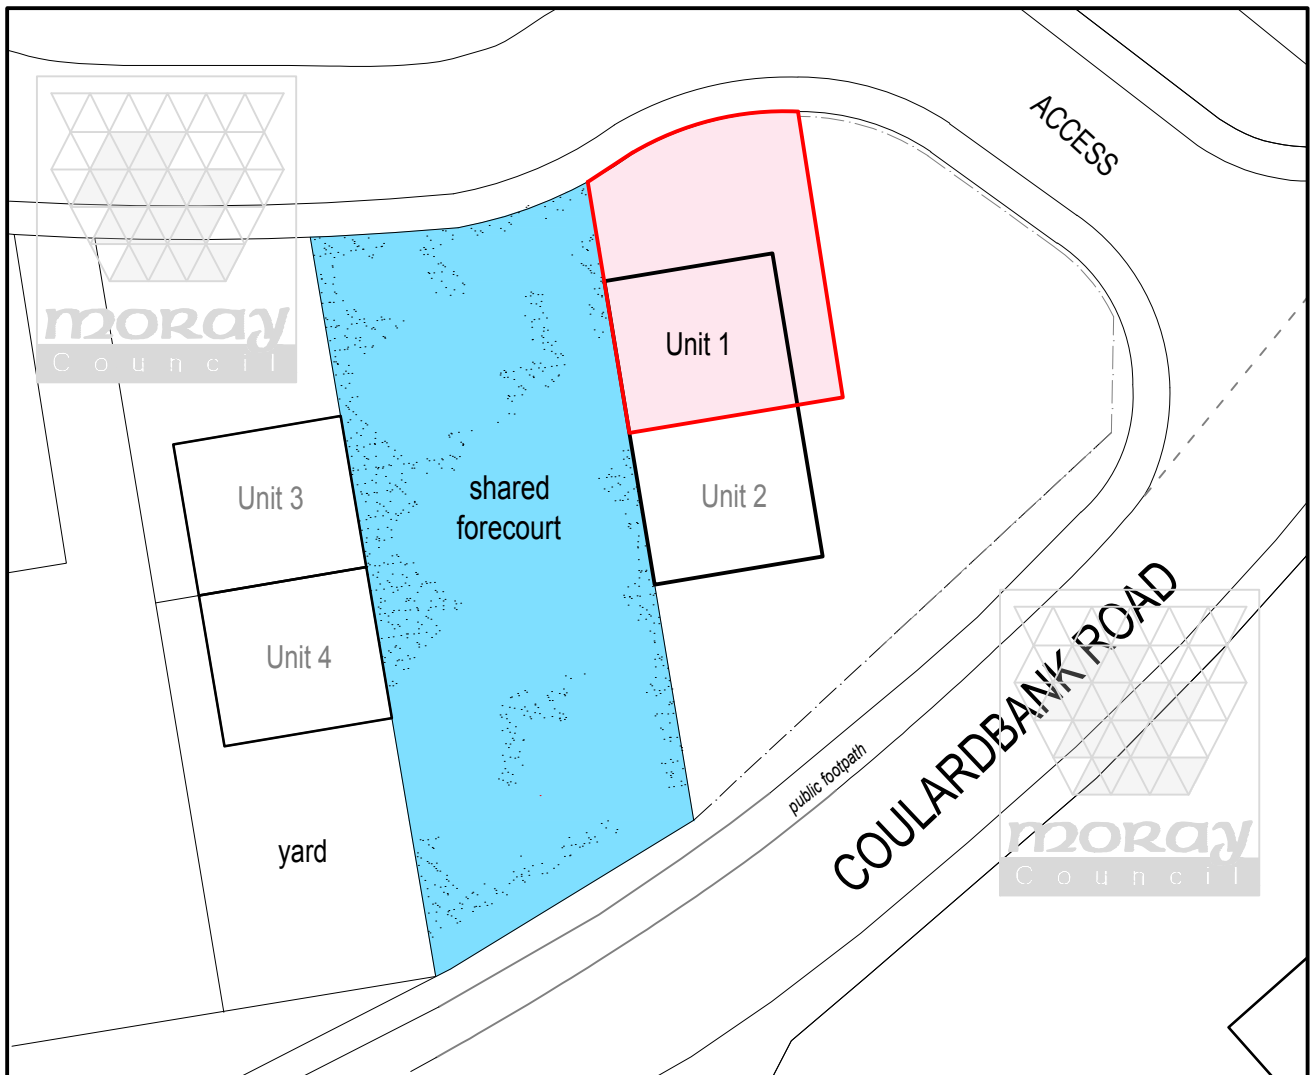 ACCESS
moray
Council
Unit 1
shared
forecourt
Unit 3
Unit 2
Unit 4
COULARDBANK ROAD
public footpath
yard
moray
Council